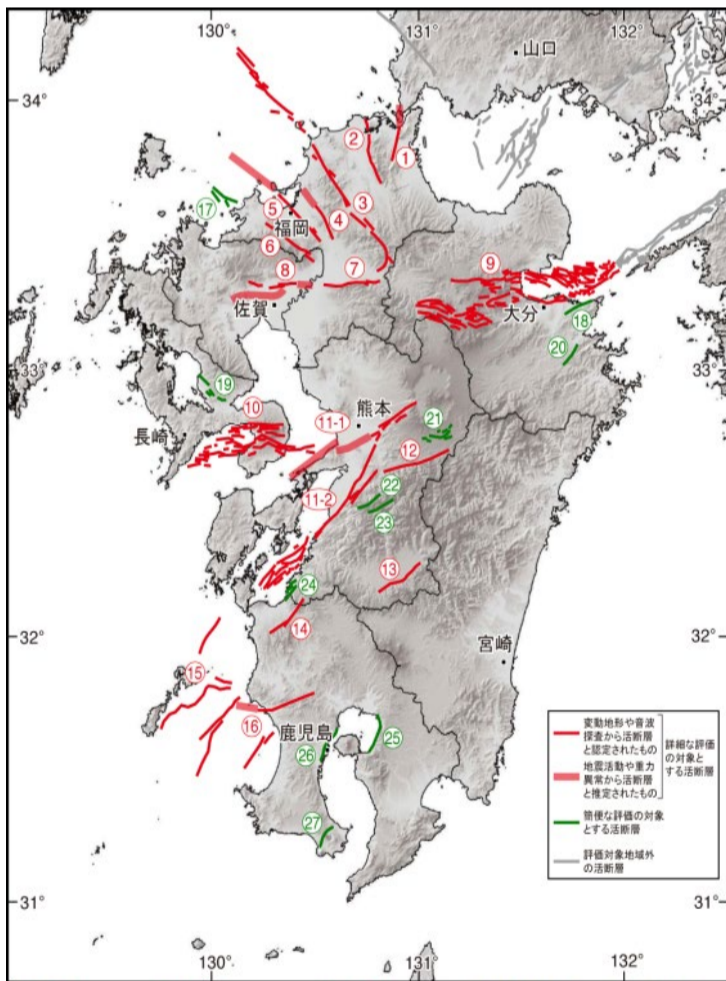 130°
131°
132°
山口
34°
34°
②
①
③
⑰
⑤
福岡
④
⑥
⑧
⑦
⑨
佐賀
大分
⑱
33°
⑳
33°
⑲
⑩
熊本
11-1
㉑
長崎
⑫
㉒
11-2
㉓
⑬
㉔
32°
⑭
32°
宮崎
⑮
⑯
鹿児島
㉕
㉖
㉗
変動地形や音波
探査から活断層
と認定されたもの
地震活動や重力
異常から活断層
と推定されたもの
詳細な評価
の対象と
する活断層
簡便な評価の対象
とする活断層
評価対象地域外
の活断層
31°
31°
130°
131°
132°